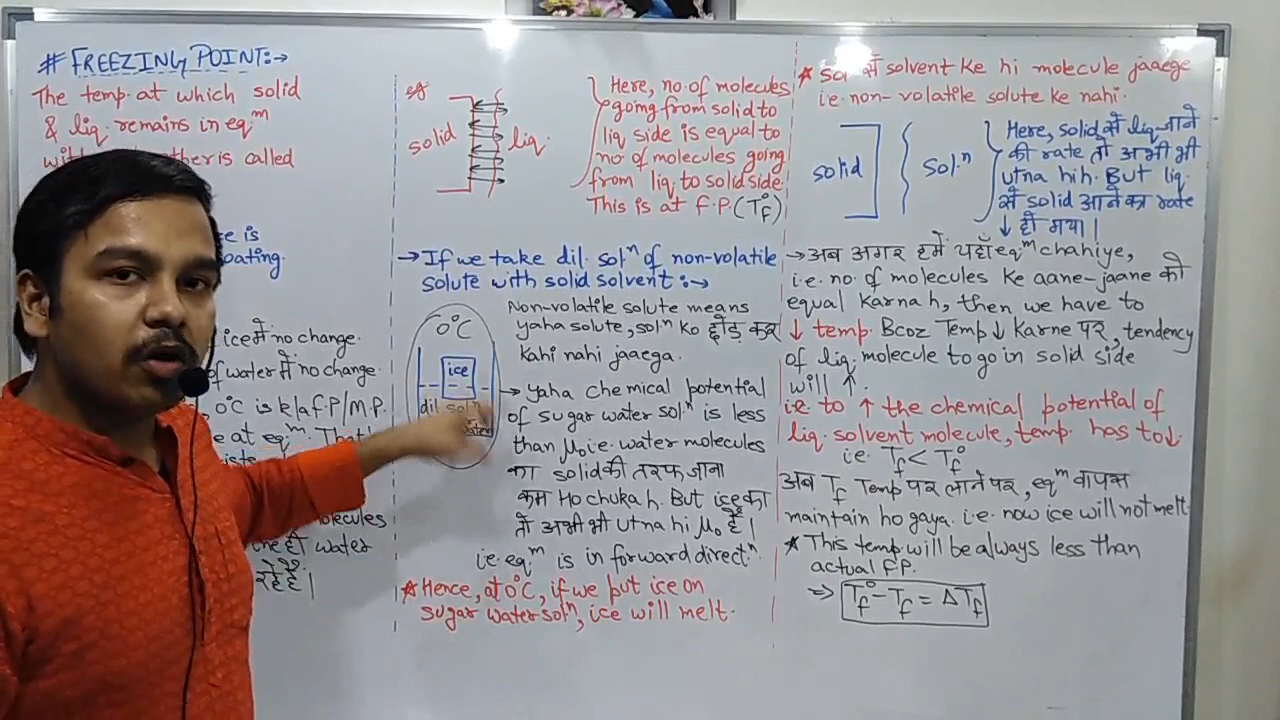 # FREEZING POINT:→
The temp. at which solid
& liq. remains in eqᵐ
is called
is
ating.
ice में no change.
of water में no change.
0°C is k/a F.P/M.P.
at eqᵐ.
molecules
ही water
रहे हैं।
eg
solid
liq.
Here, no. of molecules
going from solid to
liq side is equal to
no of molecules going
from liq. to solid side.
This is at F.P. (T°f)
→ If we take dil. solⁿ of non-volatile
solute with solid solvent:→
0°C
ice
dil solⁿ
Non-volatile solute means
yaha solute, solⁿ ko छोड़ कर
kahi nahi jaaega.
→ yaha chemical potential
of sugar water solⁿ is less
than μ₀ i.e. water molecules
का solid की तरफ जाना
कम Ho chuka h. But ice का
तो अभी भी utna hi μ₀ है।
i.e. eqᵐ is in forward directⁿ.
* Hence, at 0°C, if we put ice on
sugar water solⁿ, ice will melt.
* से solvent ke hi molecule jaaege
i.e. non-volatile solute ke nahi.
solid
solⁿ
Here, solid से liq जाने
की rate तो अभी भी
utna hi h. But liq.
से solid आने का rate
↓ हो गया।
→ अब अगर हमें यहाँ eqᵐ chahiye,
i.e. no. of molecules ke aane-jaane को
equal karna h, then we have to
↓ temp. Bcoz Temp ↓ karne पर, tendency
of liq. molecule to go in solid side
will ↑.
i.e. to ↑ the chemical potential of
liq. solvent molecule, temp. has to ↓.
i.e. Tf < T°f
अब Tf Temp पर लाने पर, eqᵐ वापस
maintain ho gaya. i.e. now ice will not melt.
* This temp will be always less than
actual F.P.
⇒ T°f - Tf = ΔTf